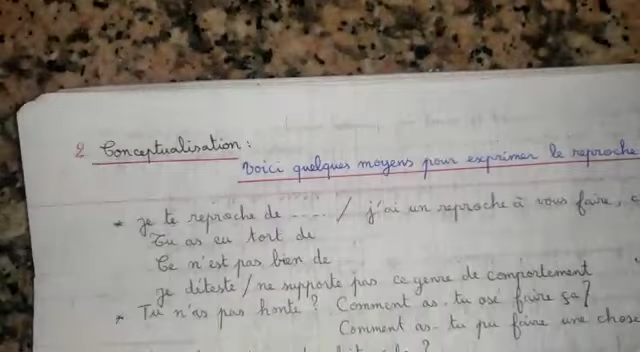 2 Conceptualisation :
Voici quelques moyens pour exprimer le reproche
* je te reproche de ..... / j'ai un reproche à vous faire, c
Tu as eu tort de
Ce n'est pas bien de
je déteste / ne supporte pas ce genre de comportement
* Tu n'as pas honte ? Comment as-tu osé faire ça ?
Comment as-tu pu faire une chose